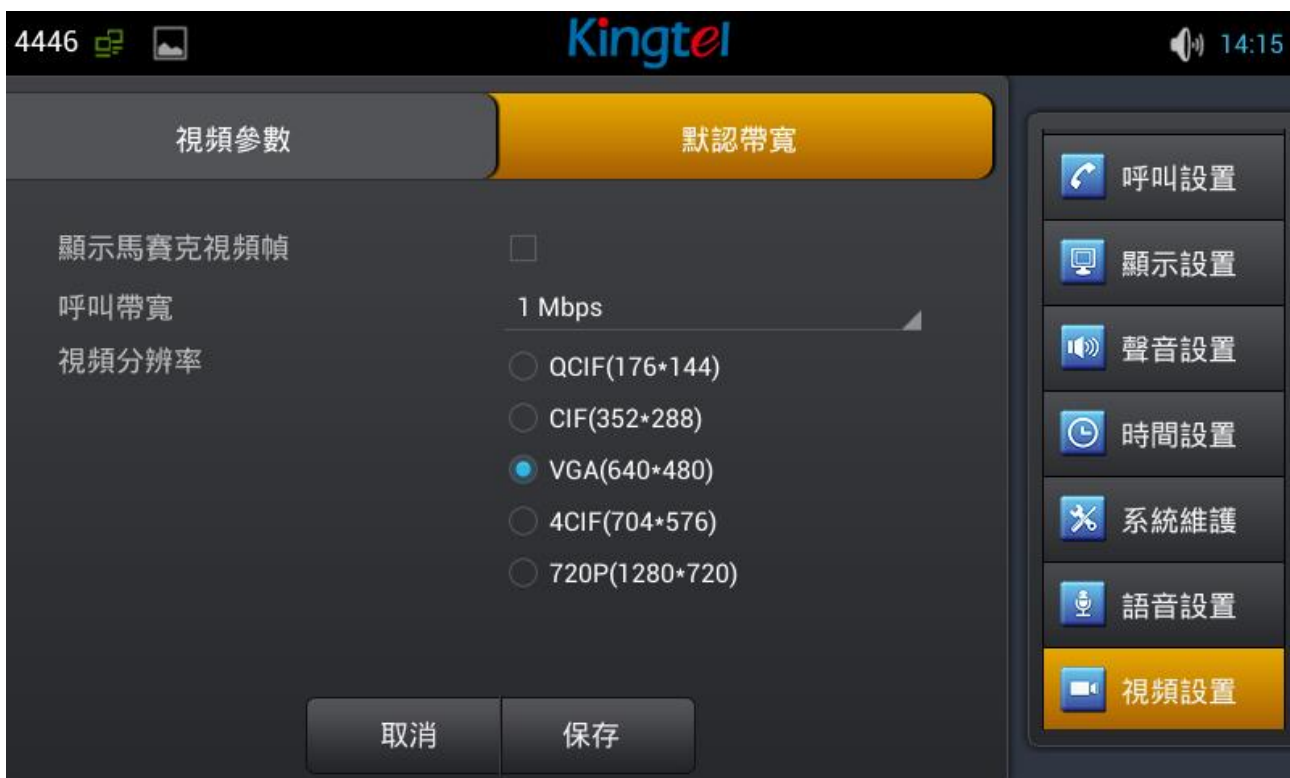 4446 Kingtel 14:15
視頻參數 默認帶寬
顯示馬賽克視頻幀
呼叫帶寬 1 Mbps
視頻分辨率 QCIF(176*144)
CIF(352*288)
VGA(640*480)
4CIF(704*576)
720P(1280*720)
取消 保存
呼叫設置
顯示設置
聲音設置
時間設置
系統維護
語音設置
視頻設置